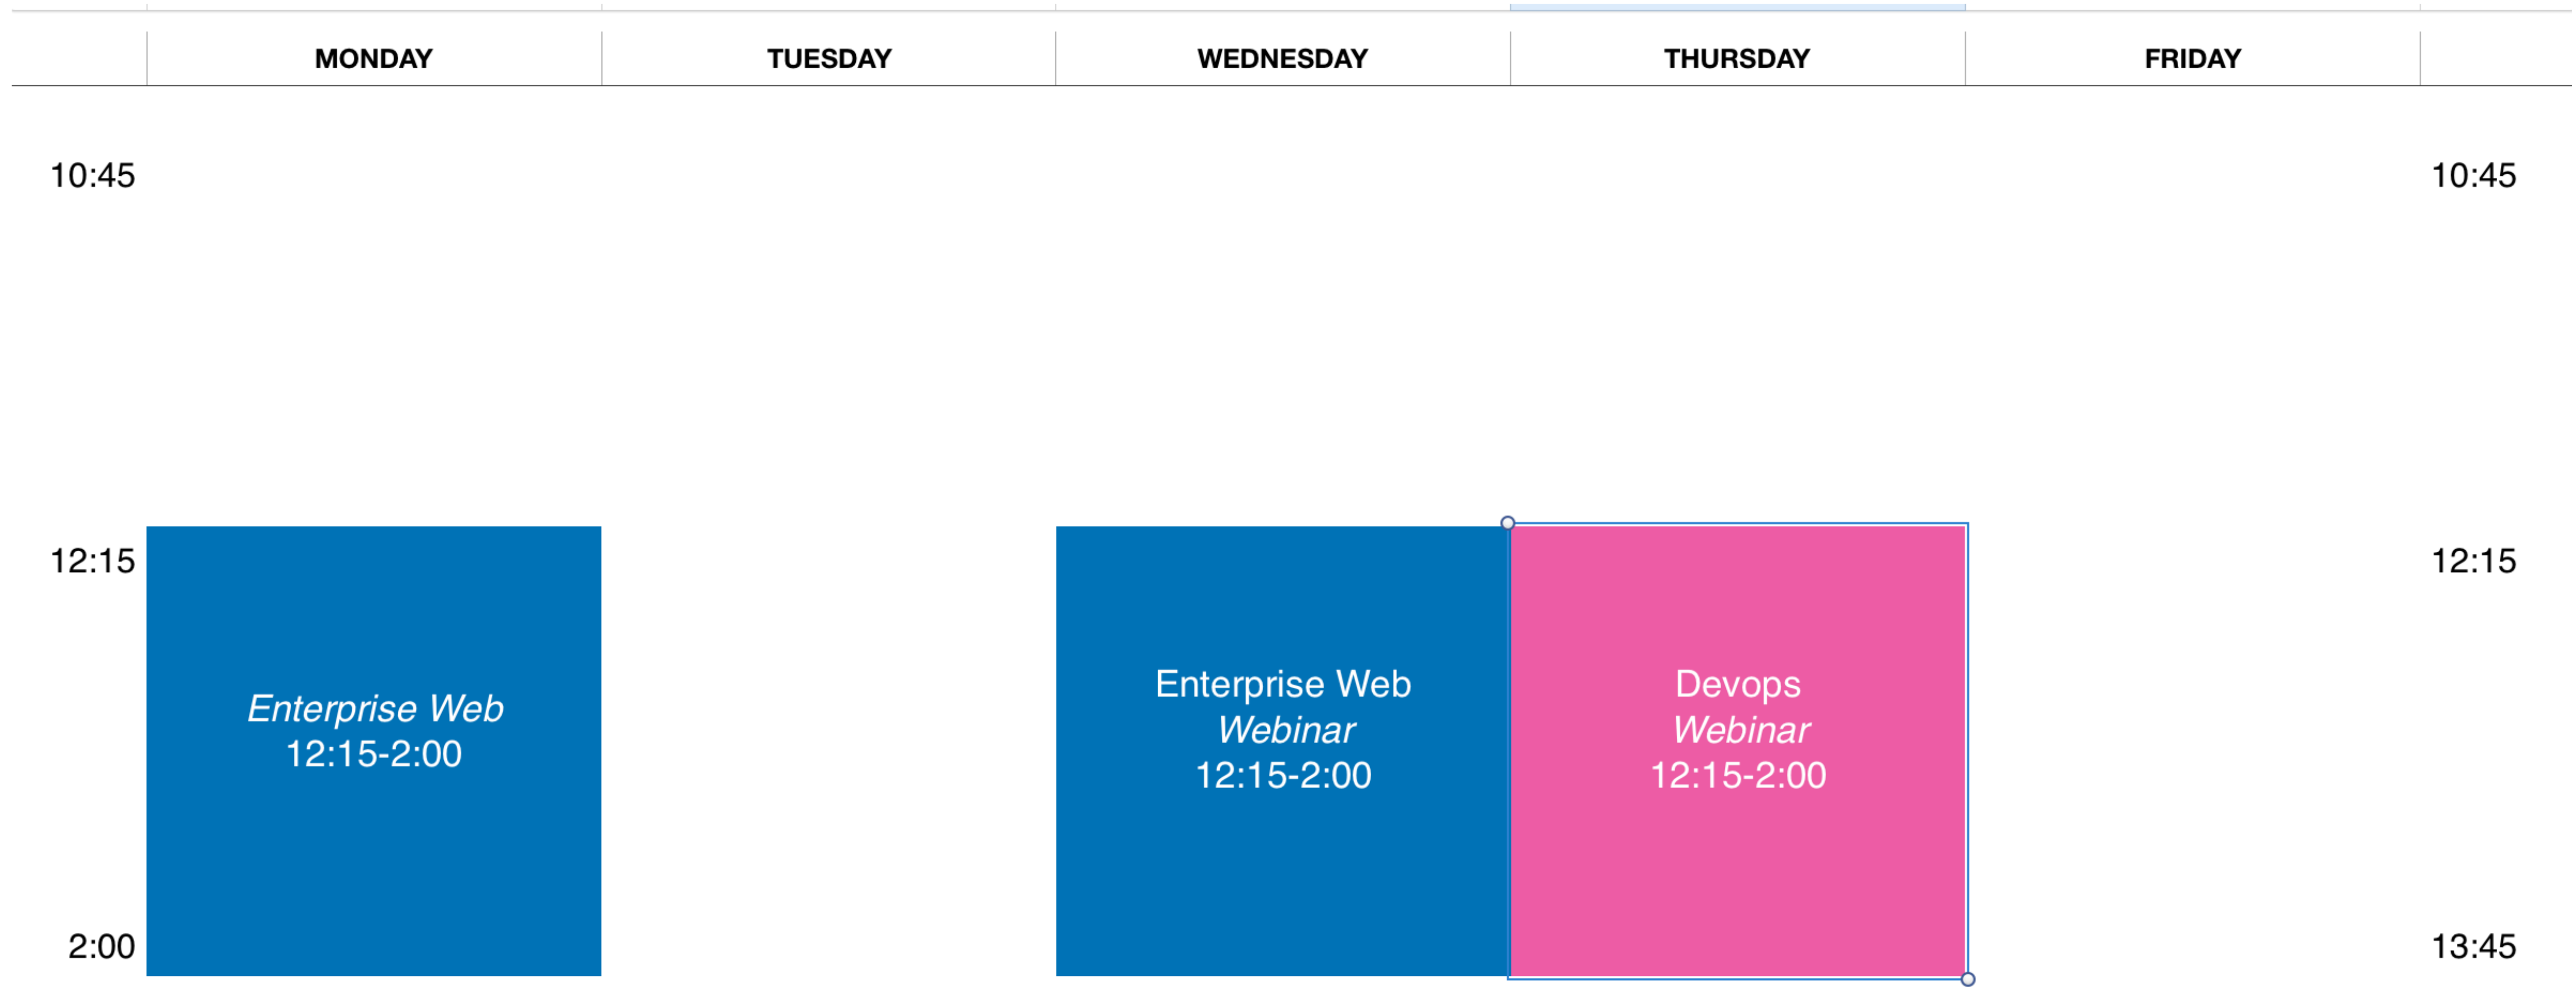 MONDAY TUESDAY WEDNESDAY THURSDAY FRIDAY
10:45 10:45
12:15 12:15
Enterprise Web
12:15-2:00
Enterprise Web
Webinar
12:15-2:00
Devops
Webinar
12:15-2:00
2:00 13:45